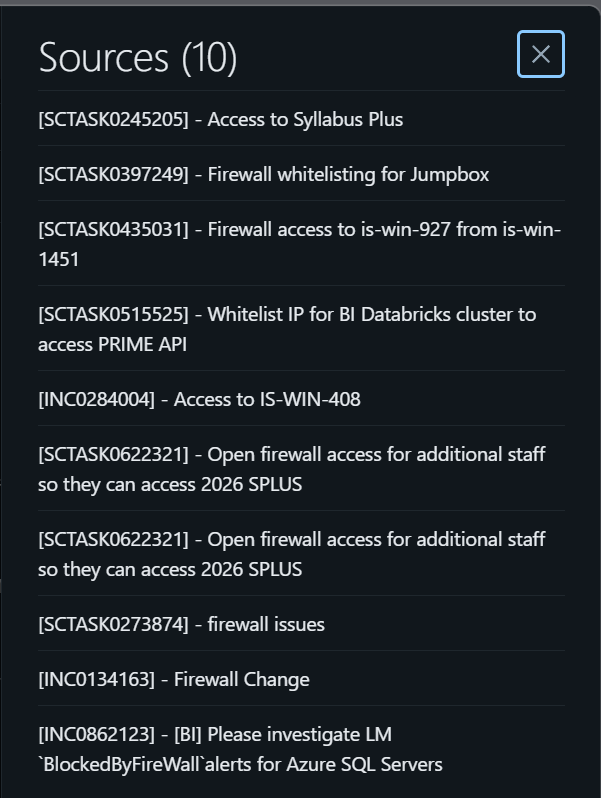 Sources (10)
[SCTASK0245205] - Access to Syllabus Plus
[SCTASK0397249] - Firewall whitelisting for Jumpbox
[SCTASK0435031] - Firewall access to is-win-927 from is-win-
1451
[SCTASK0515525] - Whitelist IP for BI Databricks cluster to
access PRIME API
[INC0284004] - Access to IS-WIN-408
[SCTASK0622321] - Open firewall access for additional staff
so they can access 2026 SPLUS
[SCTASK0622321] - Open firewall access for additional staff
so they can access 2026 SPLUS
[SCTASK0273874] - firewall issues
[INC0134163] - Firewall Change
[INC0862123] - [BI] Please investigate LM
`BlockedByFireWall`alerts for Azure SQL Servers